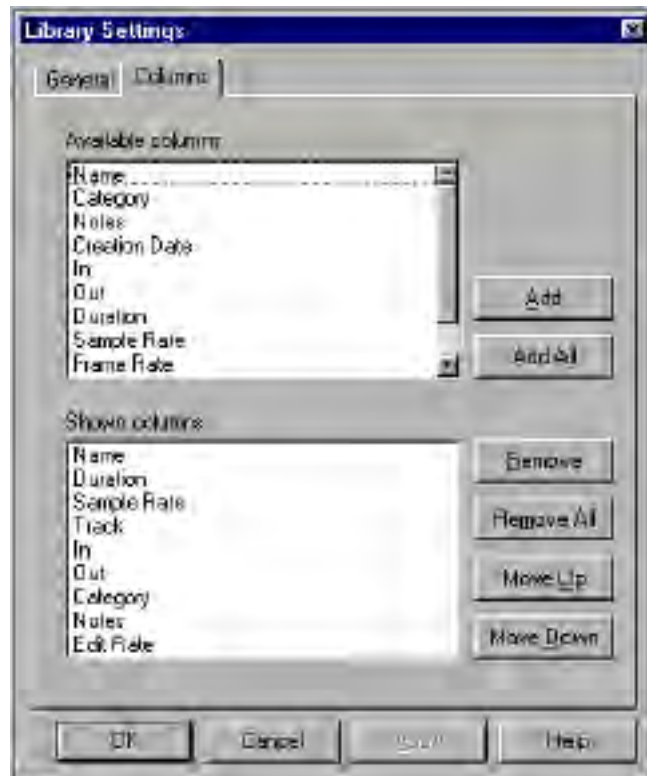 Library Settings
General
Columns
Available columns
Name
Category
Notes
Creation Date
In
Out
Duration
Sample Rate
Frame Rate
Add
Add All
Shown columns
Name
Duration
Sample Rate
Track
In
Out
Category
Notes
Edit Rate
Remove
Remove All
Move Up
Move Down
OK
Cancel
Help